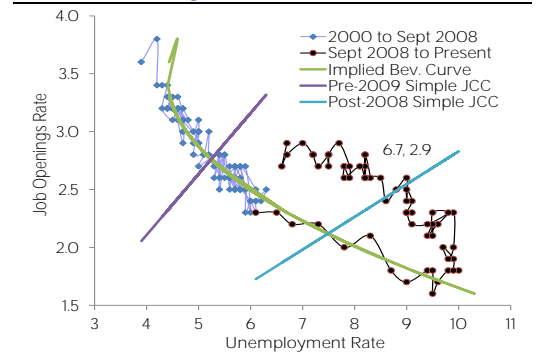 4.0
3.5
3.0
2.5
2.0
1.5
Job Openings Rate
2000 to Sept 2008
Sept 2008 to Present
Implied Bev. Curve
Pre-2009 Simple JCC
Post-2008 Simple JCC
6.7, 2.9
3 4 5 6 7 8 9 10 11
Unemployment Rate